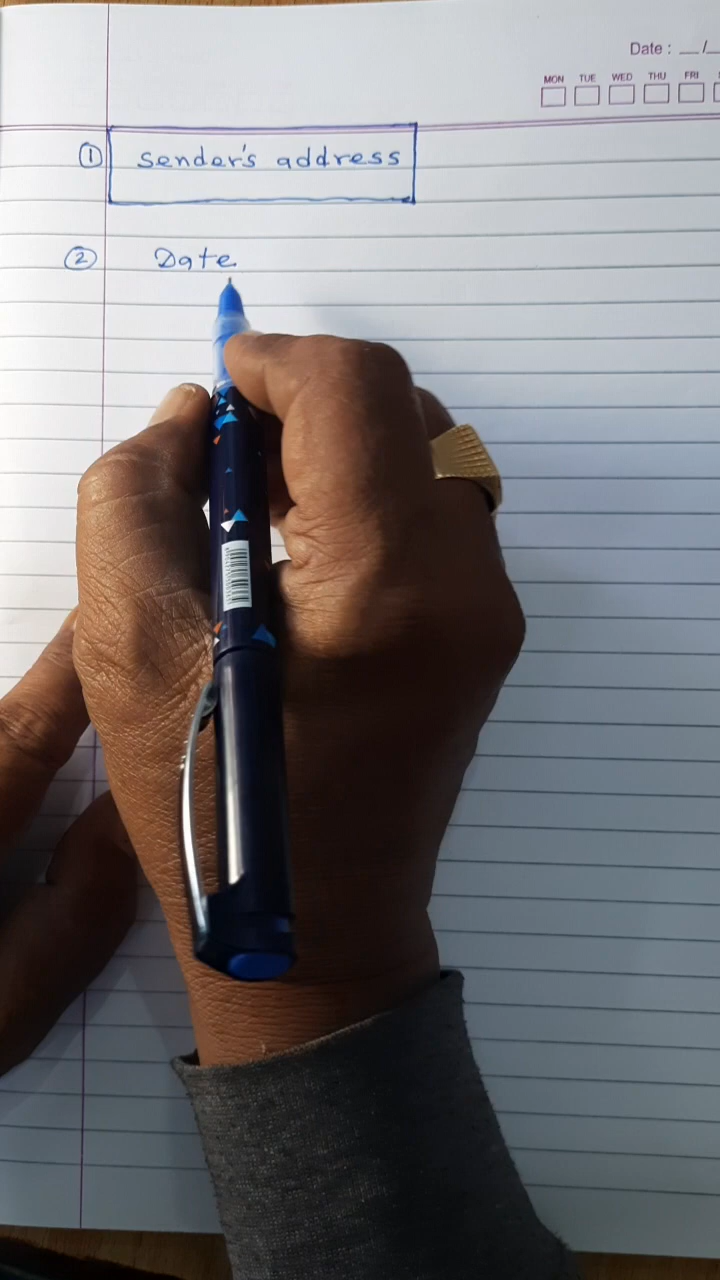 Date : __/__
MON TUE WED THU FRI
① Sender's address
② Date